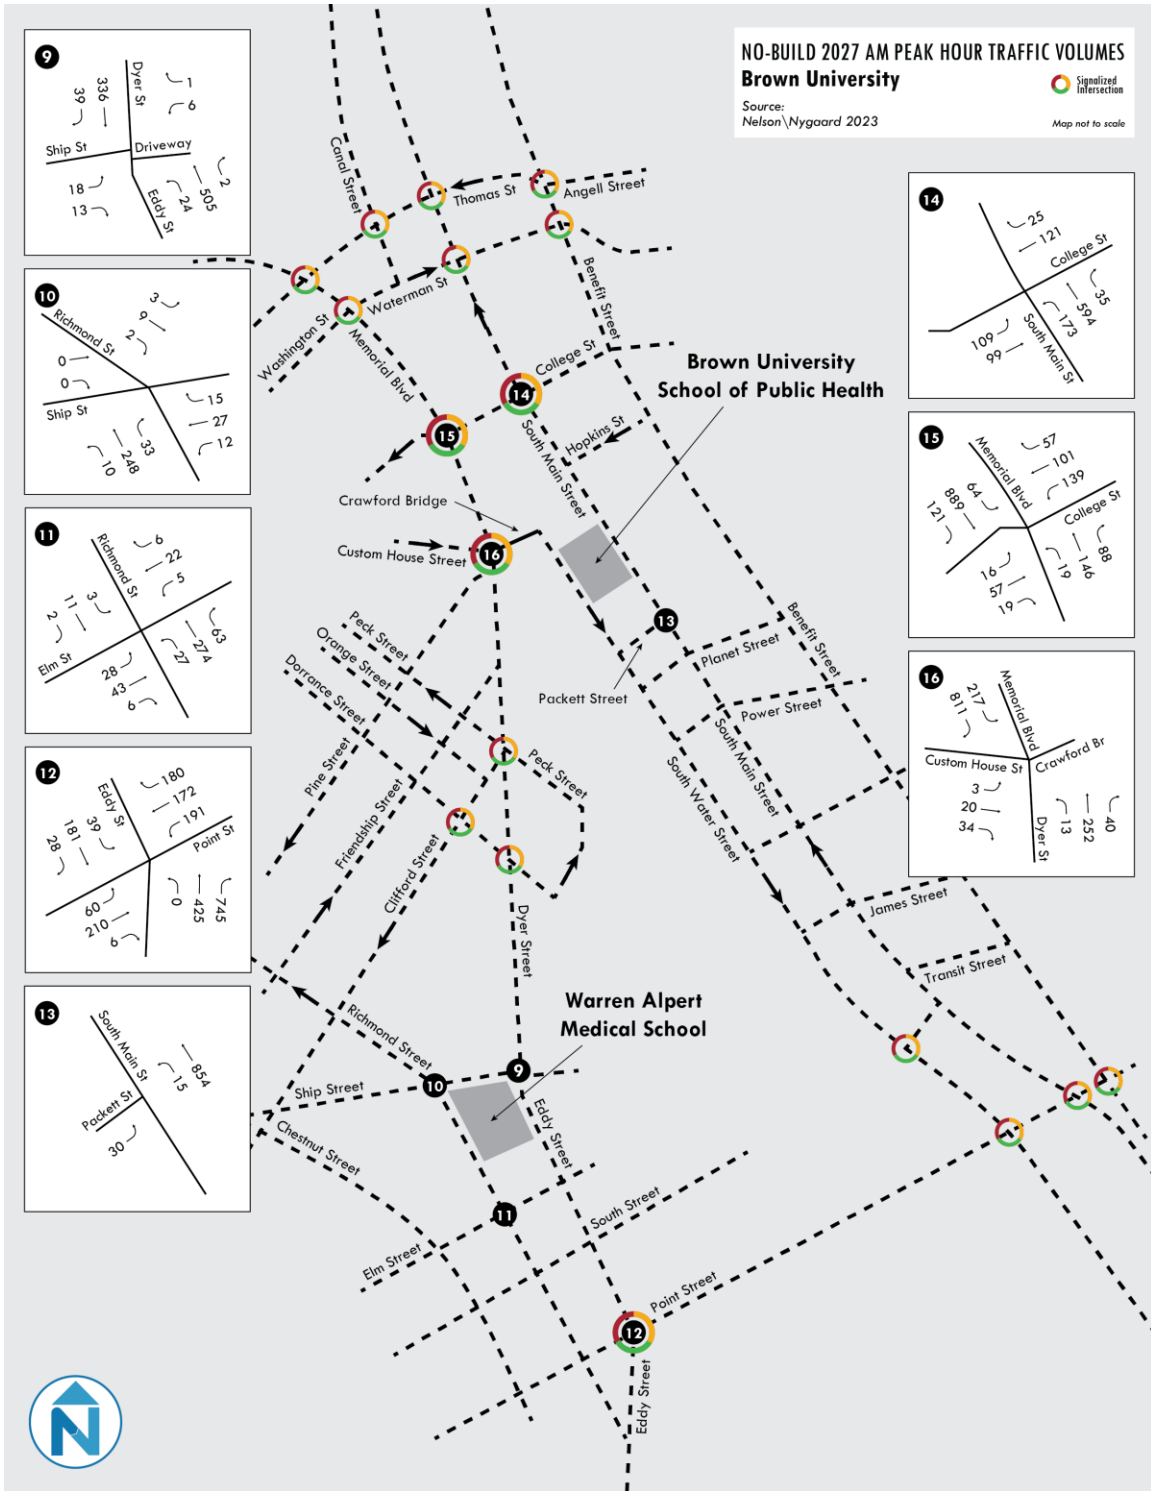 NO-BUILD 2027 AM PEAK HOUR TRAFFIC VOLUMES
Brown University
Source:
Nelson\Nygaard 2023
Signalized
Intersection
Map not to scale
9
Dyer St
336
39
1
6
Ship St
Driveway
18
13
Eddy St
24
505
2
10
Richmond St
3
9
2
0
0
Ship St
15
27
12
33
248
10
11
Richmond St
6
22
5
3
11
2
Elm St
28
43
6
27
274
63
12
Eddy St
180
172
191
39
181
28
Point St
60
210
6
0
425
745
13
South Main St
854
15
Packett St
30
14
25
121
College St
35
594
173
109
99
South Main St
15
Memorial Blvd
57
101
139
64
889
121
College St
16
57
19
19
146
88
16
Memorial Blvd
217
811
Custom House St
Crawford Br
3
20
34
Dyer St
13
252
40
Canal Street
Thomas St
Angell Street
Waterman St
Washington St
Memorial Blvd
Benefit Street
College St
Brown University
School of Public Health
14
15
Hopkins St
South Main Street
Crawford Bridge
Custom House Street
16
Peck Street
Orange Street
Dorrance Street
13
Planet Street
Benefit Street
Packett Street
Power Street
South Main Street
South Water Street
Pine Street
Friendship Street
Peck Street
Clifford Street
Dyer Street
James Street
Transit Street
Warren Alpert
Medical School
Richmond Street
9
10
Ship Street
Chestnut Street
Eddy Street
11
Elm Street
South Street
Point Street
12
Eddy Street
N